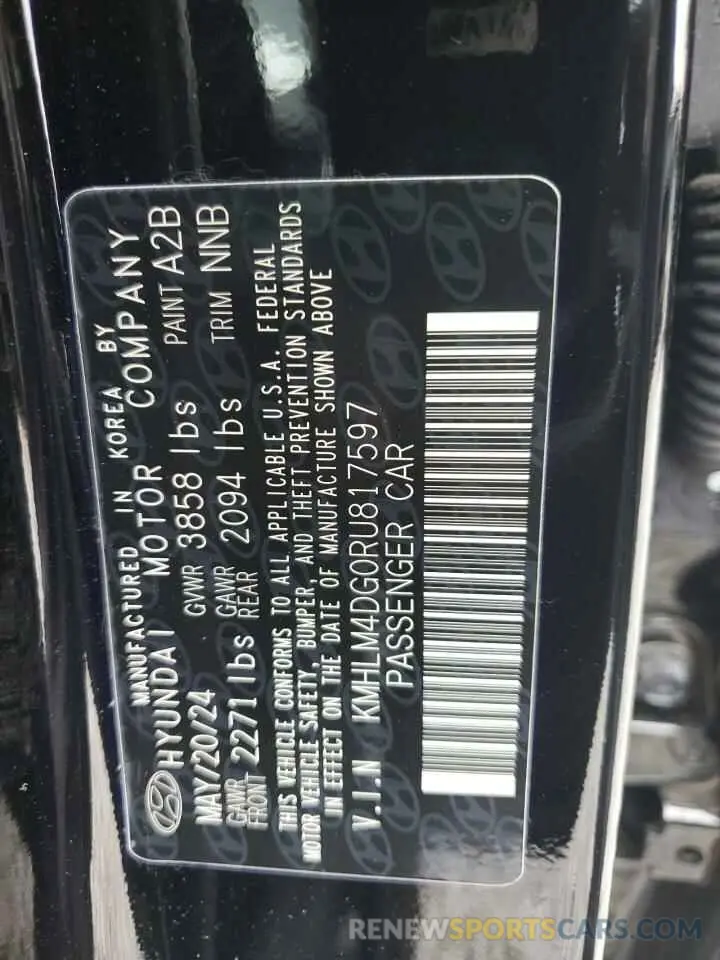 MANUFACTURED IN KOREA BY
HYUNDAI MOTOR COMPANY
MAY/20/24 GVWR 3858 lbs PAINT A2B
GAWR FRONT 2271 lbs GAWR REAR 2094 lbs TRIM NNB
THIS VEHICLE CONFORMS TO ALL APPLICABLE U.S.A. FEDERAL
MOTOR VEHICLE SAFETY, BUMPER, AND THEFT PREVENTION STANDARDS
IN EFFECT ON THE DATE OF MANUFACTURE SHOWN ABOVE
V.I.N KMHLM4DG0RU817597
PASSENGER CAR
RENEWSPORTSCARS.COM